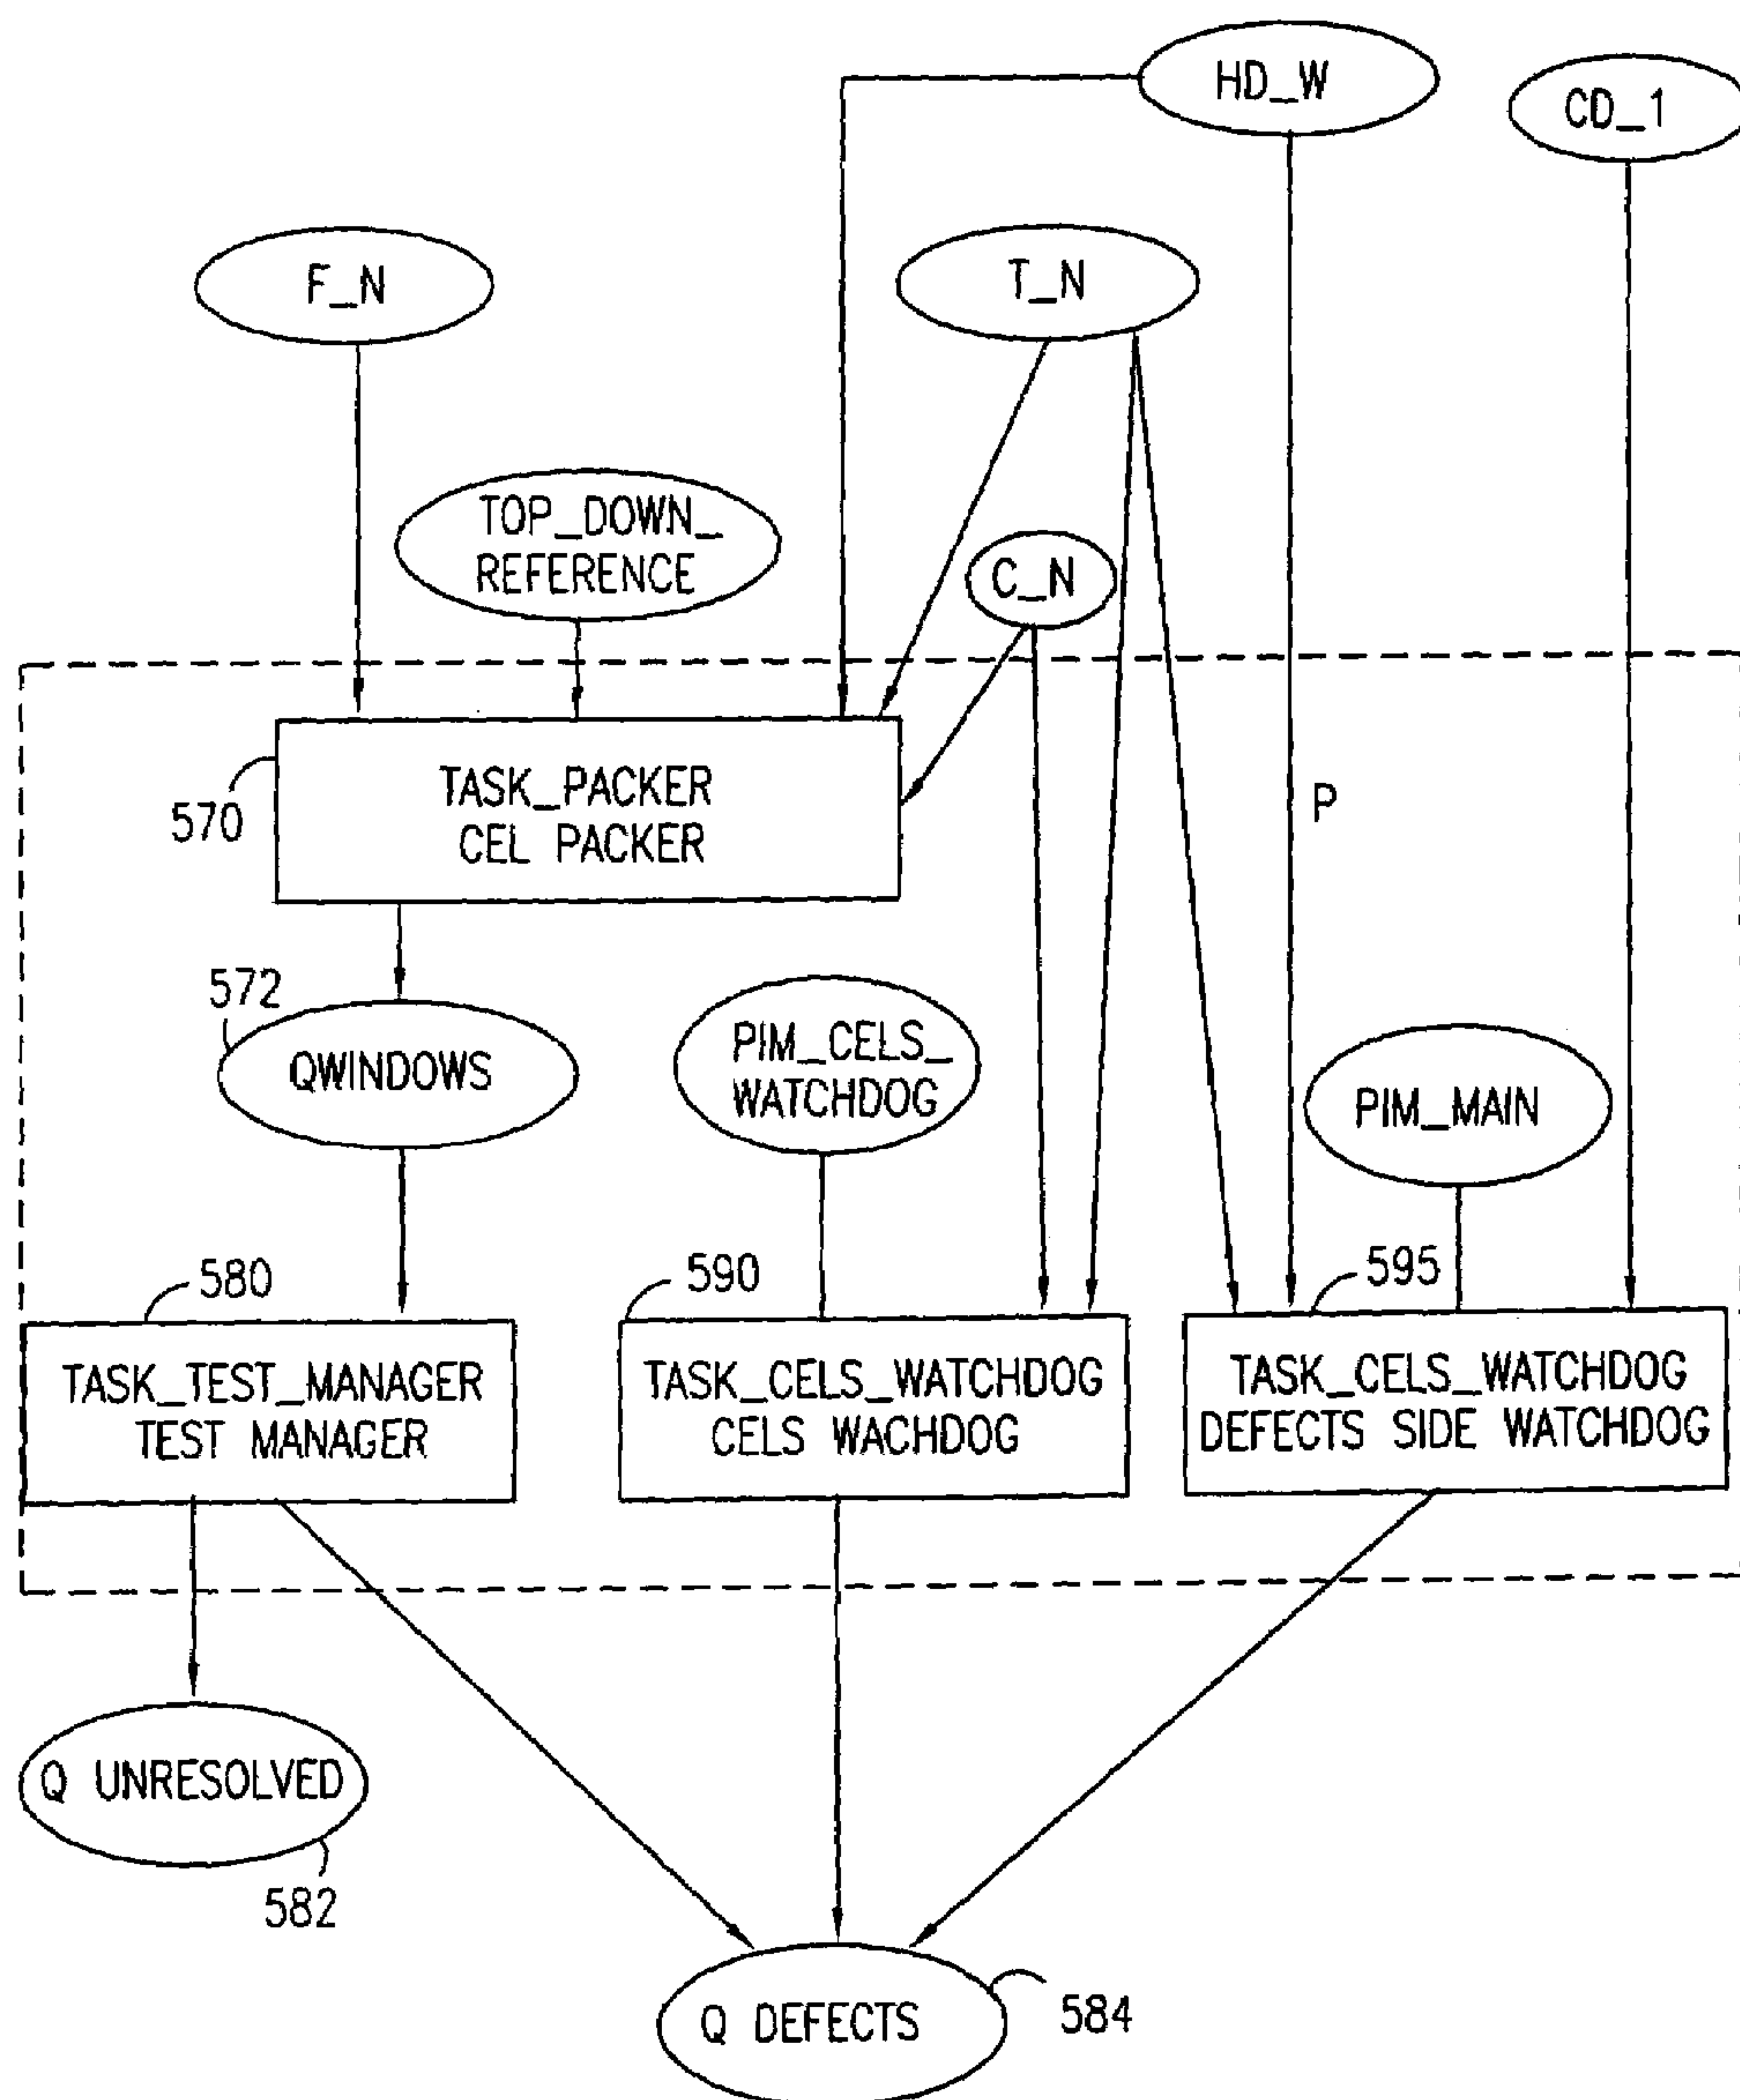 HD_W
CD_1
F_N
T_N
TOP_DOWN_
REFERENCE
C_N
TASK_PACKER
CEL PACKER
570
P
572
QWINDOWS
PIM_CELS_
WATCHDOG
PIM_MAIN
580
590
595
TASK_TEST_MANAGER
TEST MANAGER
TASK_CELS_WATCHDOG
CELS WACHDOG
TASK_CELS_WATCHDOG
DEFECTS SIDE WATCHDOG
Q UNRESOLVED
582
Q DEFECTS
584